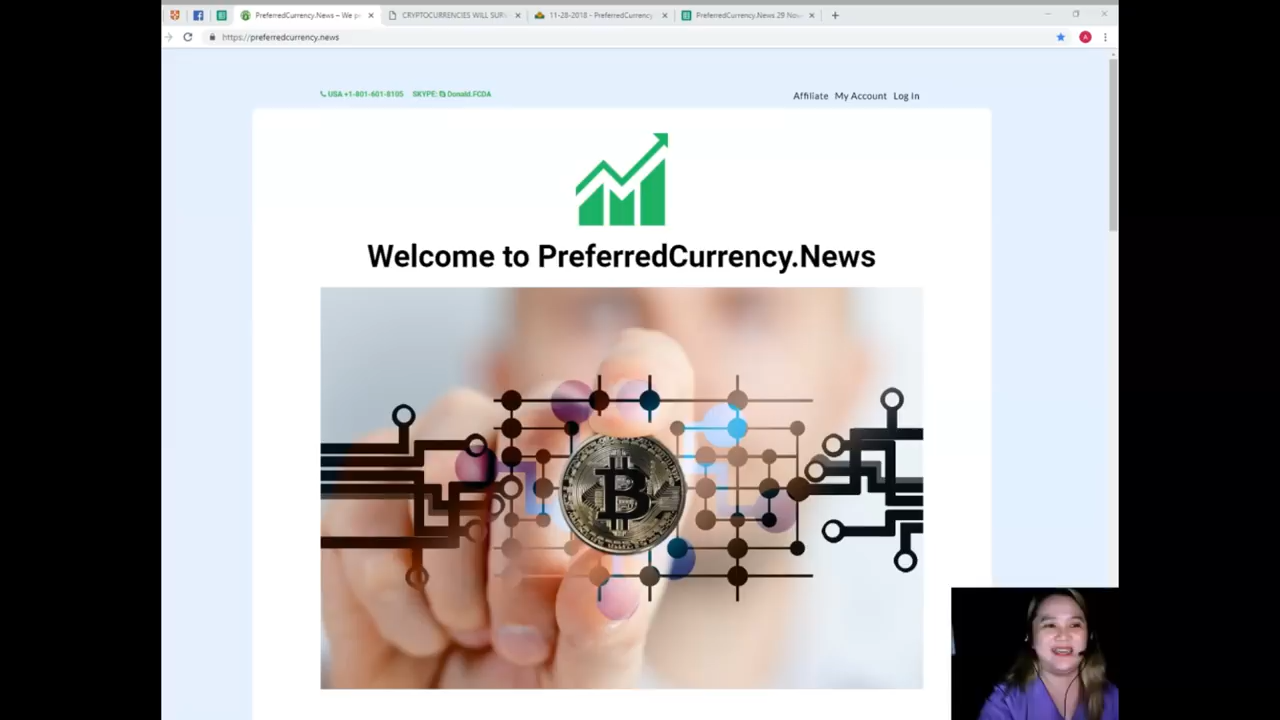 PreferredCurrency.News – We pr
CRYPTOCURRENCIES WILL SUR
11-28-2018 - PreferredCurrency
PreferredCurrency.News 29 Nov
https://preferredcurrency.news
A
USA +1-801-601-8105 SKYPE: Donald.FCDA
Affiliate My Account Log In
Welcome to PreferredCurrency.News